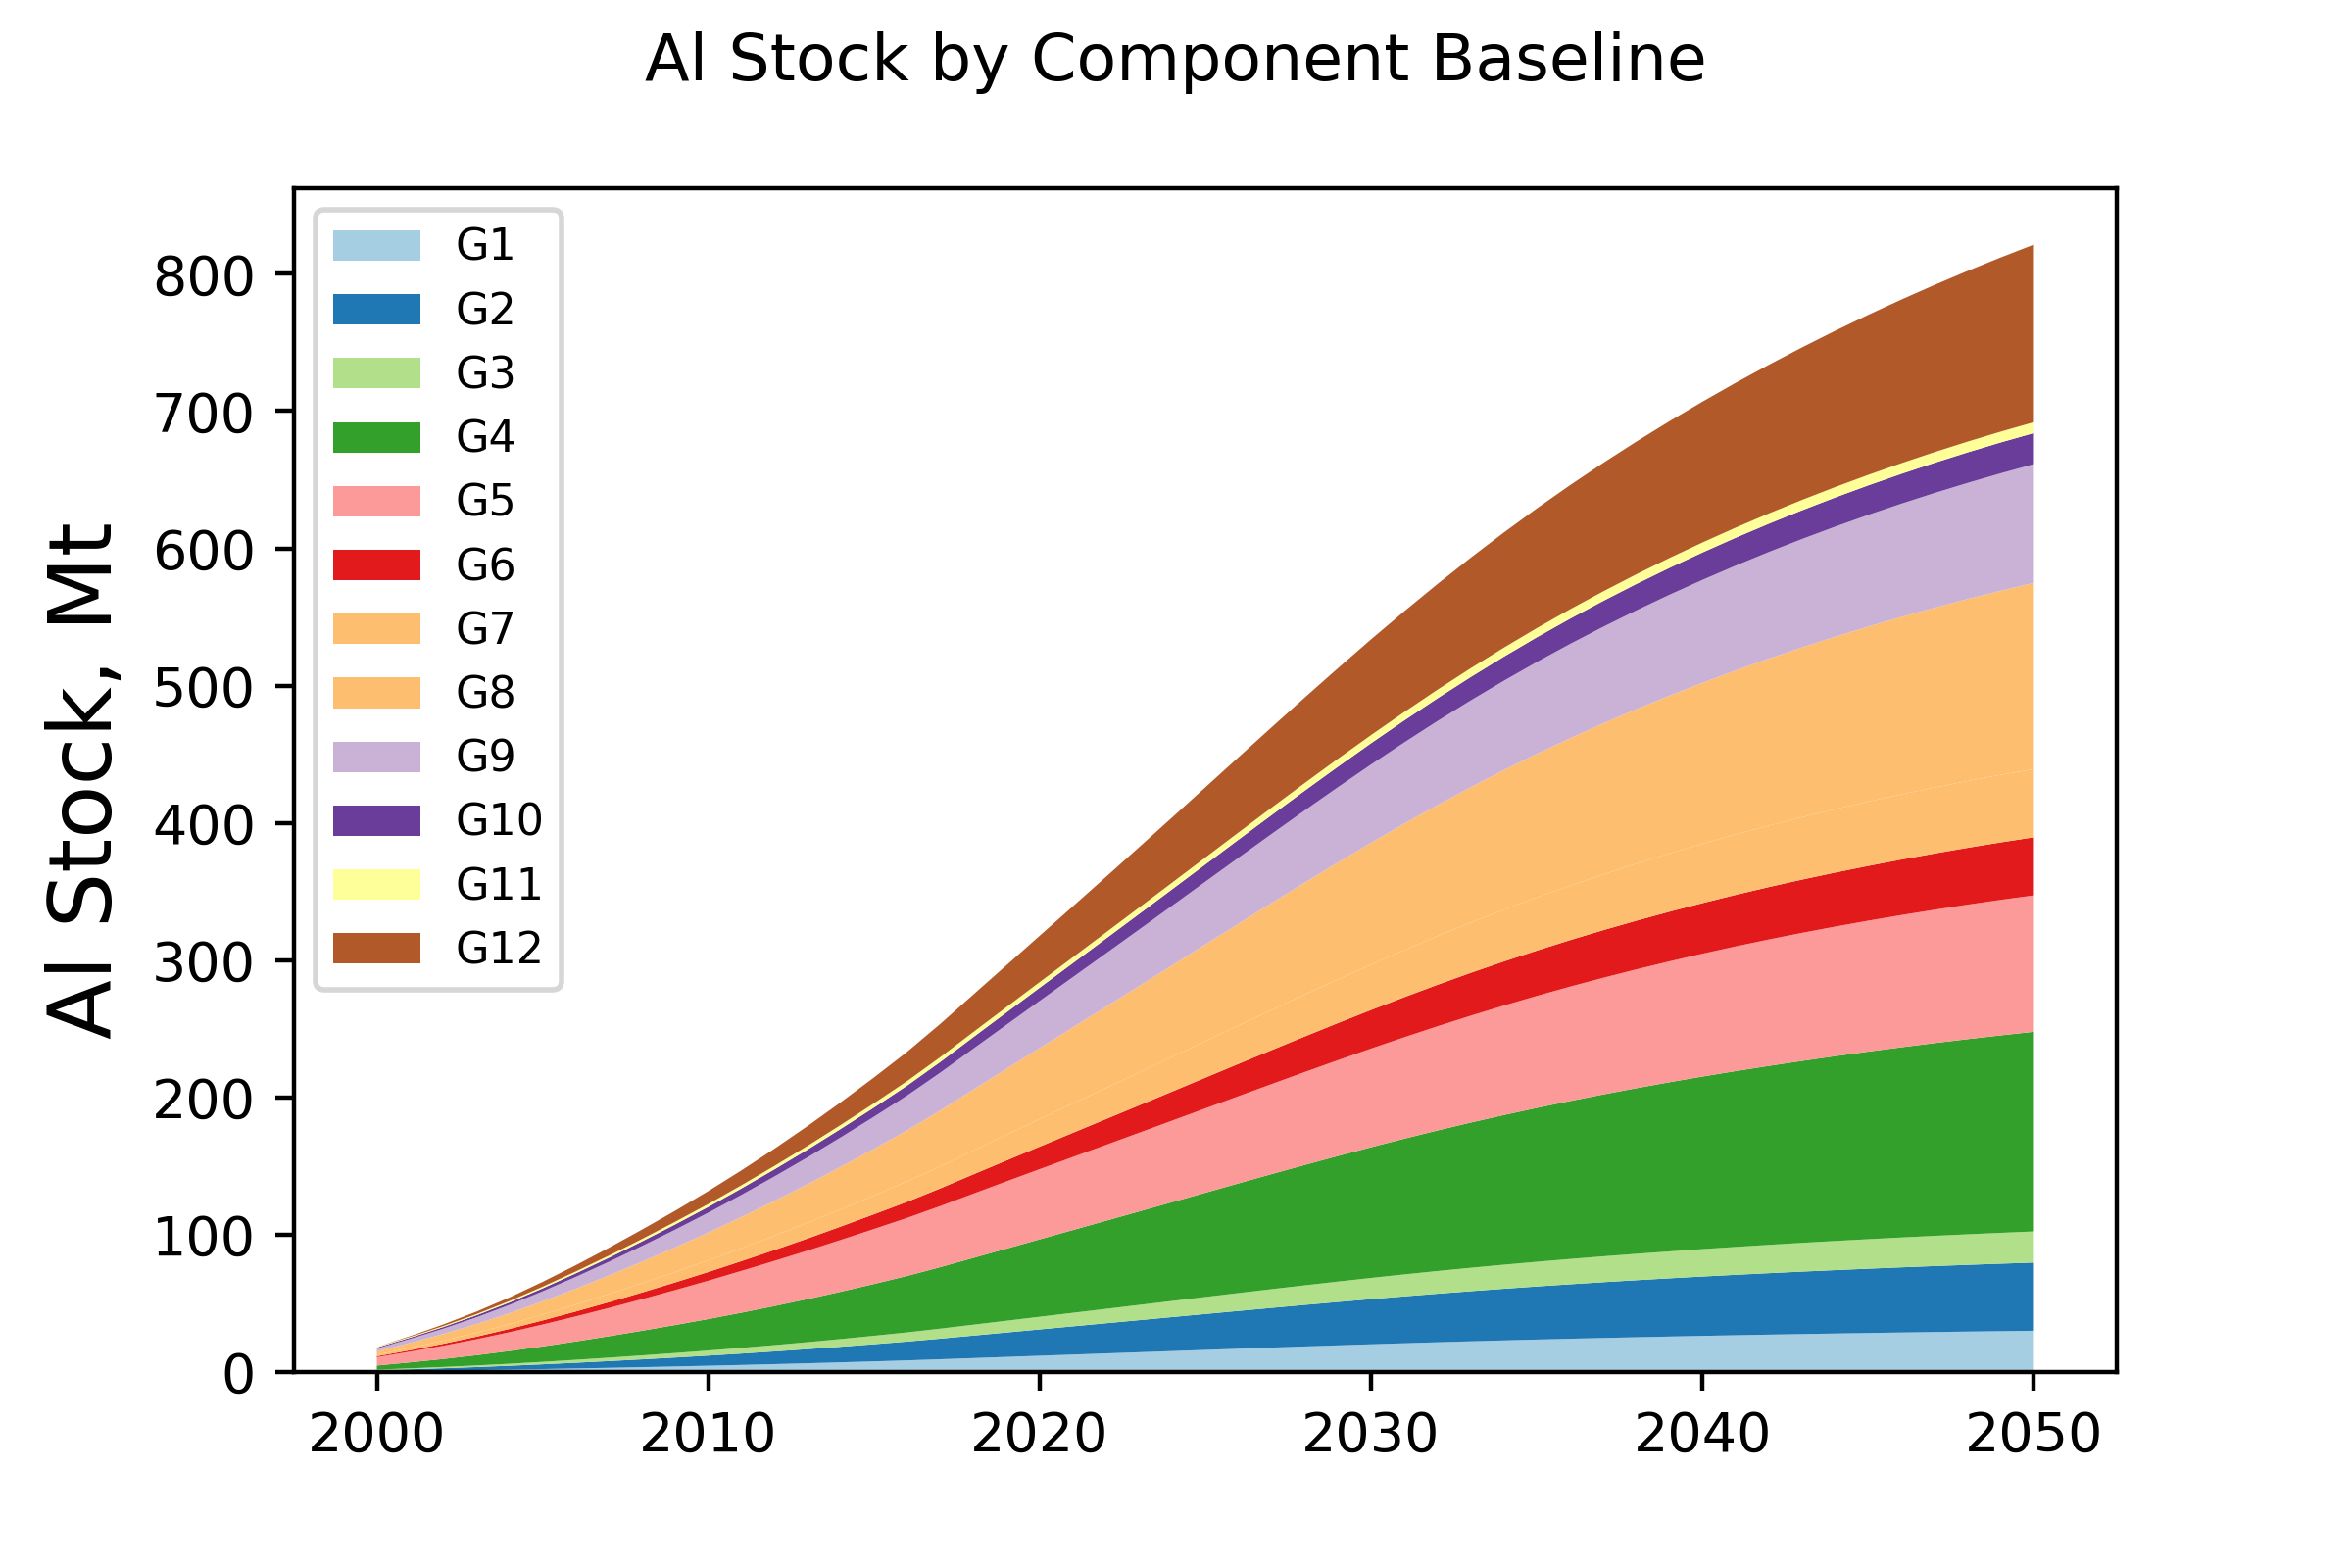 Al Stock by Component Baseline
Al Stock, Mt
800
700
600
500
400
300
200
100
0
G1
G2
G3
G4
G5
G6
G7
G8
G9
G10
G11
G12
2000 2010 2020 2030 2040 2050